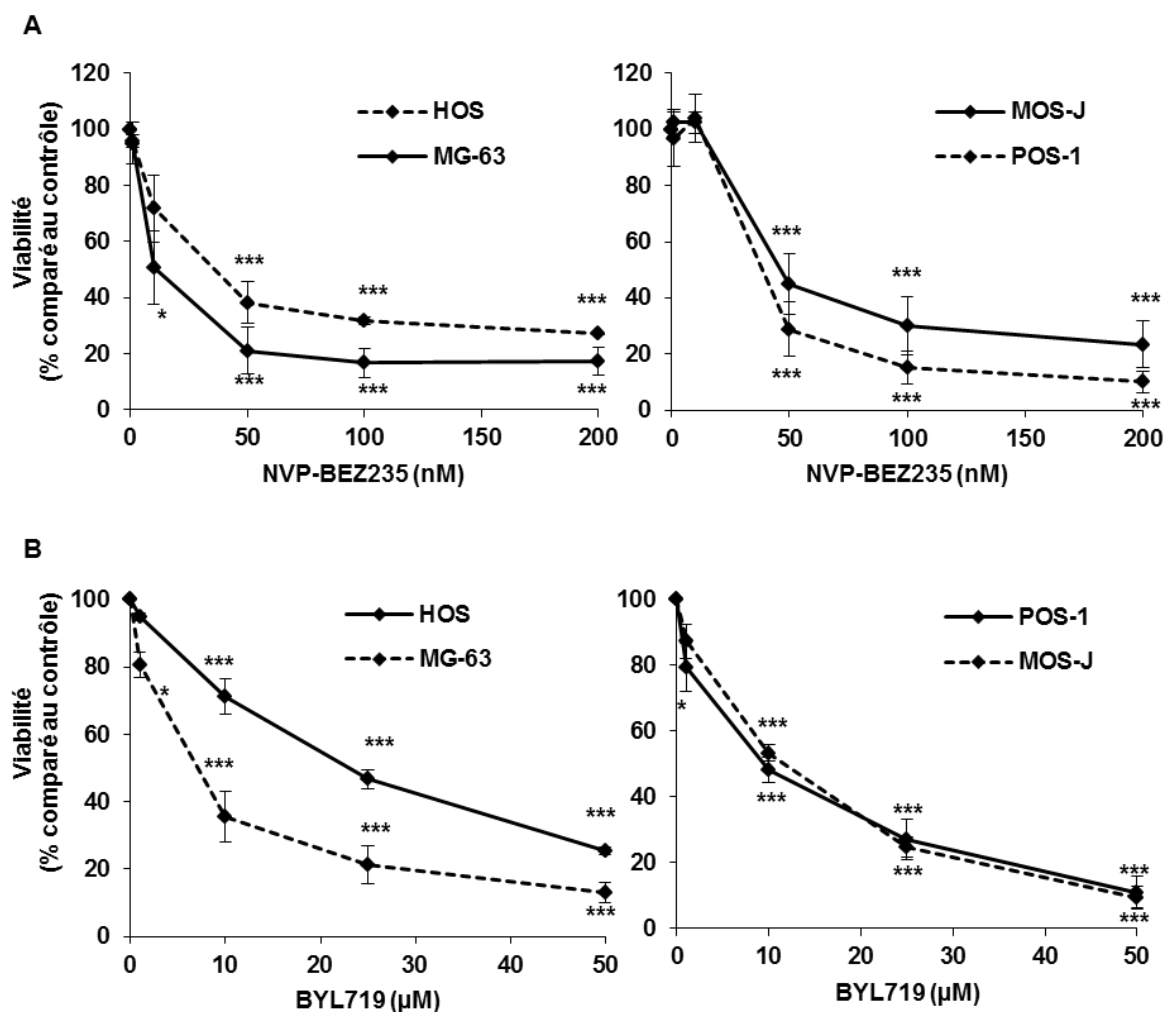 A
120
100
80
60
40
20
0
Viabilité
(% comparé au contrôle)
HOS
MG-63
*
***
***
***
***
***
***
0 50 100 150 200
NVP-BEZ235 (nM)
120
100
80
60
40
20
0
MOS-J
POS-1
***
***
***
***
***
***
0 50 100 150 200
NVP-BEZ235 (nM)
B
100
80
60
40
20
0
Viabilité
(% comparé au contrôle)
HOS
MG-63
***
*
***
***
***
***
***
0 10 20 30 40 50
BYL719 (µM)
100
80
60
40
20
0
POS-1
MOS-J
*
***
***
***
***
***
***
0 10 20 30 40 50
BYL719 (µM)